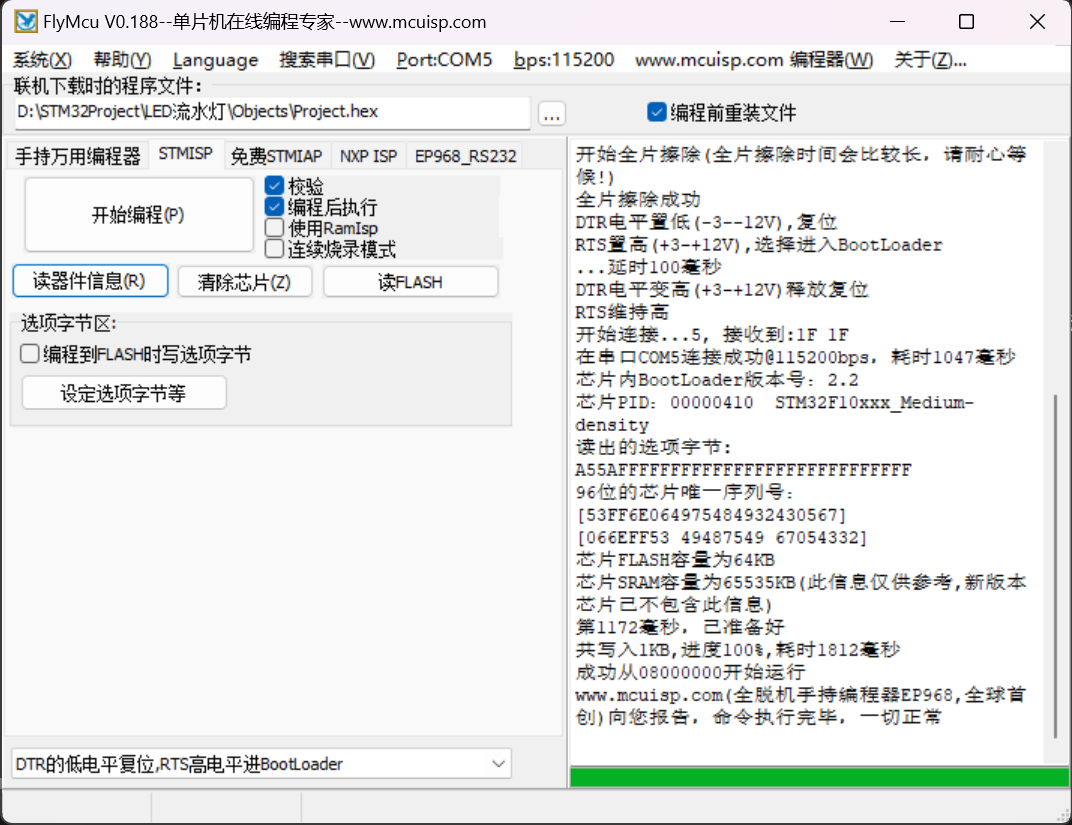 FlyMcu V0.188--单片机在线编程专家--www.mcuisp.com
系统(X) 帮助(Y) Language 搜索串口(V) Port:COM5 bps:115200 www.mcuisp.com 编程器(W) 关于(Z)...
联机下载时的程序文件：
D:\STM32Project\LED流水灯\Objects\Project.hex
...
编程前重装文件
手持万用编程器 STMISP 免费STMIAP NXP ISP EP968_RS232
开始编程(P)
校验
编程后执行
使用RamIsp
连续烧录模式
读器件信息(R) 清除芯片(Z) 读FLASH
选项字节区:
编程到FLASH时写选项字节
设定选项字节等
DTR的低电平复位,RTS高电平进BootLoader
开始全片擦除(全片擦除时间会比较长，请耐心等
候!)
全片擦除成功
DTR电平置低(-3--12V),复位
RTS置高(+3-+12V),选择进入BootLoader
...延时100毫秒
DTR电平变高(+3-+12V)释放复位
RTS维持高
开始连接...5, 接收到:1F 1F
在串口COM5连接成功@115200bps, 耗时1047毫秒
芯片内BootLoader版本号: 2.2
芯片PID: 00000410 STM32F10xxx_Medium-
density
读出的选项字节:
A55AFFFFFFFFFFFFFFFFFFFFFFFFFFFF
96位的芯片唯一序列号:
[53FF6E064975484932430567]
[066EFF53 49487549 67054332]
芯片FLASH容量为64KB
芯片SRAM容量为65535KB(此信息仅供参考,新版本
芯片已不包含此信息)
第1172毫秒, 已准备好
共写入1KB,进度100%,耗时1812毫秒
成功从08000000开始运行
www.mcuisp.com(全脱机手持编程器EP968,全球首
创)向您报告, 命令执行完毕, 一切正常